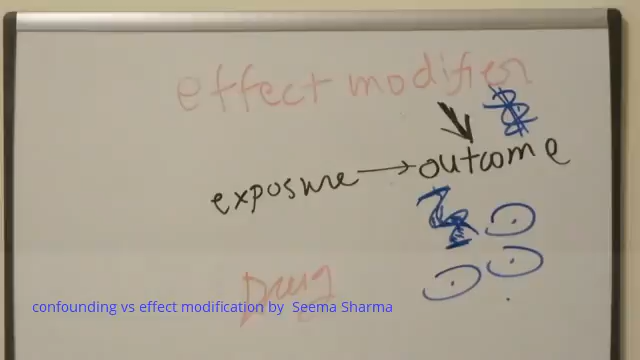 effect modifier
exposure → outcome
Drug
confounding vs effect modification by Seema Sharma